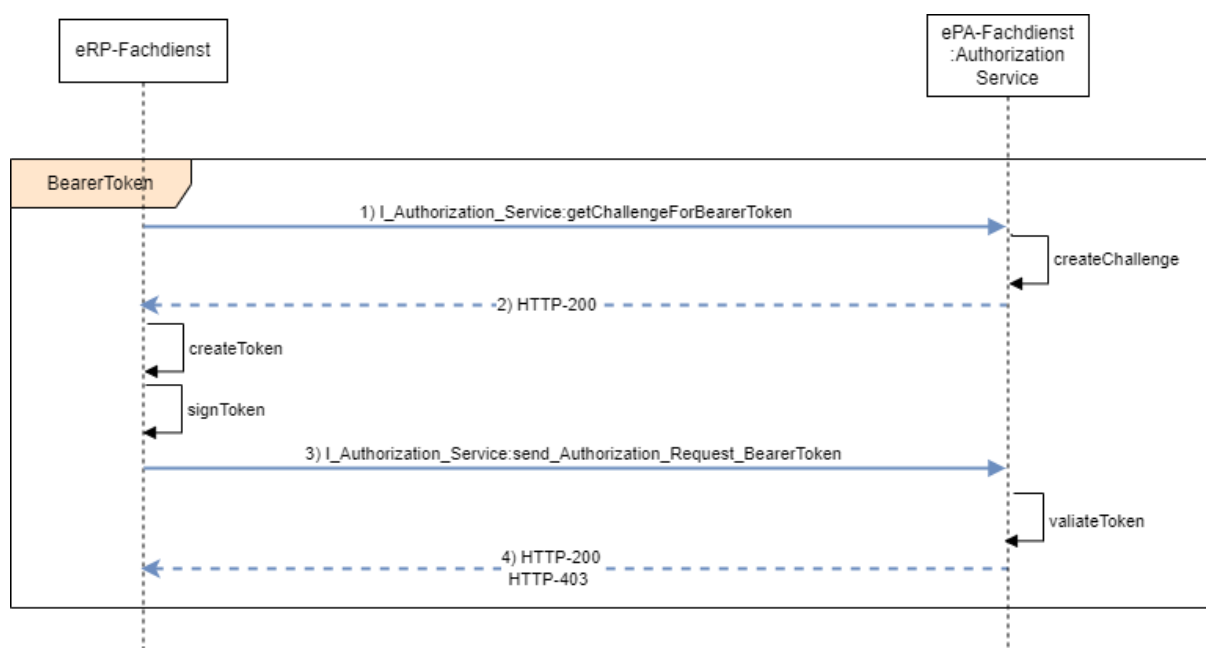 eRP-Fachdienst
ePA-Fachdienst
:Authorization
Service
BearerToken
1) I_Authorization_Service:getChallengeForBearerToken
createChallenge
2) HTTP-200
createToken
signToken
3) I_Authorization_Service:send_Authorization_Request_BearerToken
valiateToken
4) HTTP-200
HTTP-403